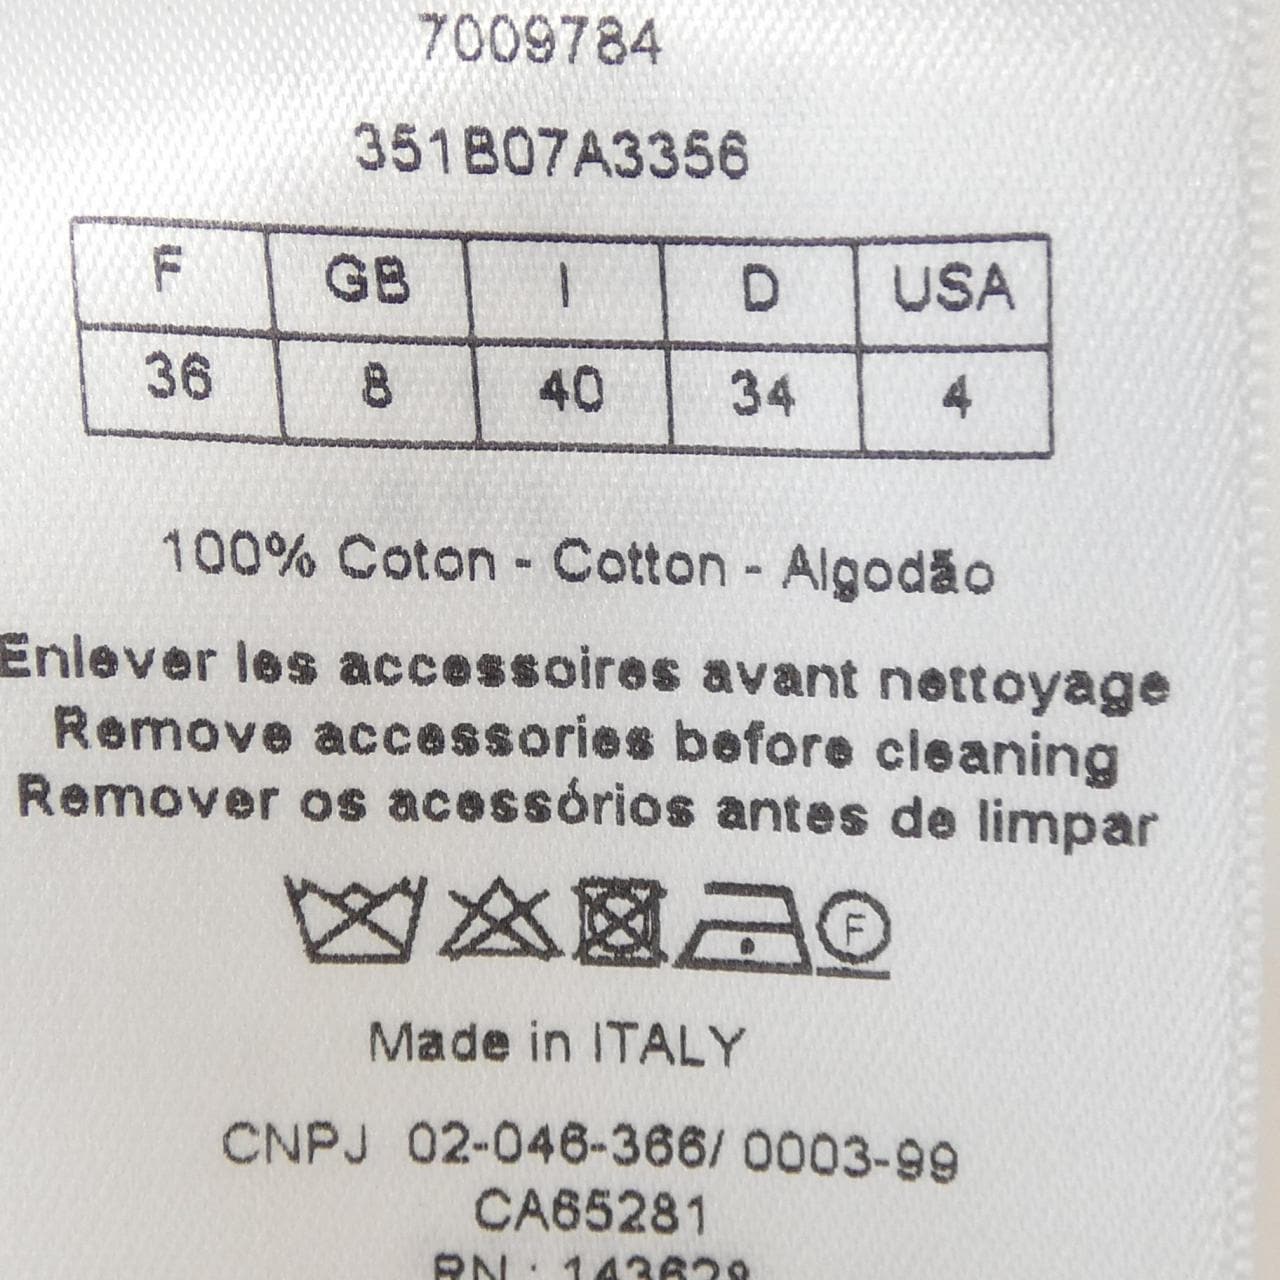 7009784
351B07A3356
F GB I D USA
36 8 40 34 4
100% Coton - Cotton - Algodão
Enlever les accessoires avant nettoyage
Remove accessories before cleaning
Remover os acessórios antes de limpar
F
Made in ITALY
CNPJ 02-046-366/ 0003-99
CA65281
RN : 143628